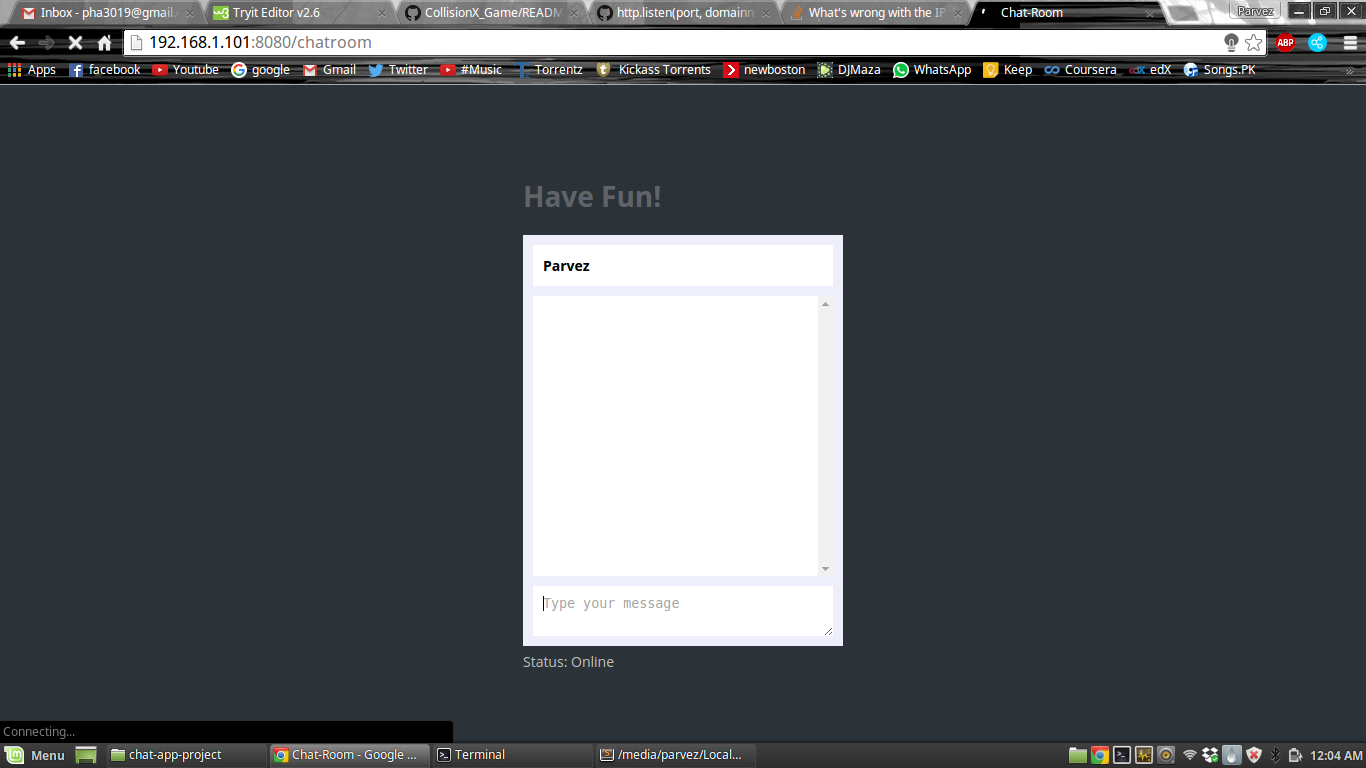 Inbox - pha3019@gmail.
Tryit Editor v2.6
CollisionX_Game/READM
http.listen(port, domainn
What's wrong with the IP
Chat-Room
Parvez
192.168.1.101:8080/chatroom
ABP
Apps
facebook
Youtube
google
Gmail
Twitter
#Music
Torrentz
Kickass Torrents
newboston
DJMaza
WhatsApp
Keep
Coursera
edX
Songs.PK
»
Have Fun!
Parvez
Type your message
Status: Online
Connecting...
Menu
chat-app-project
Chat-Room - Google ...
Terminal
/media/parvez/Local...
12:04 AM